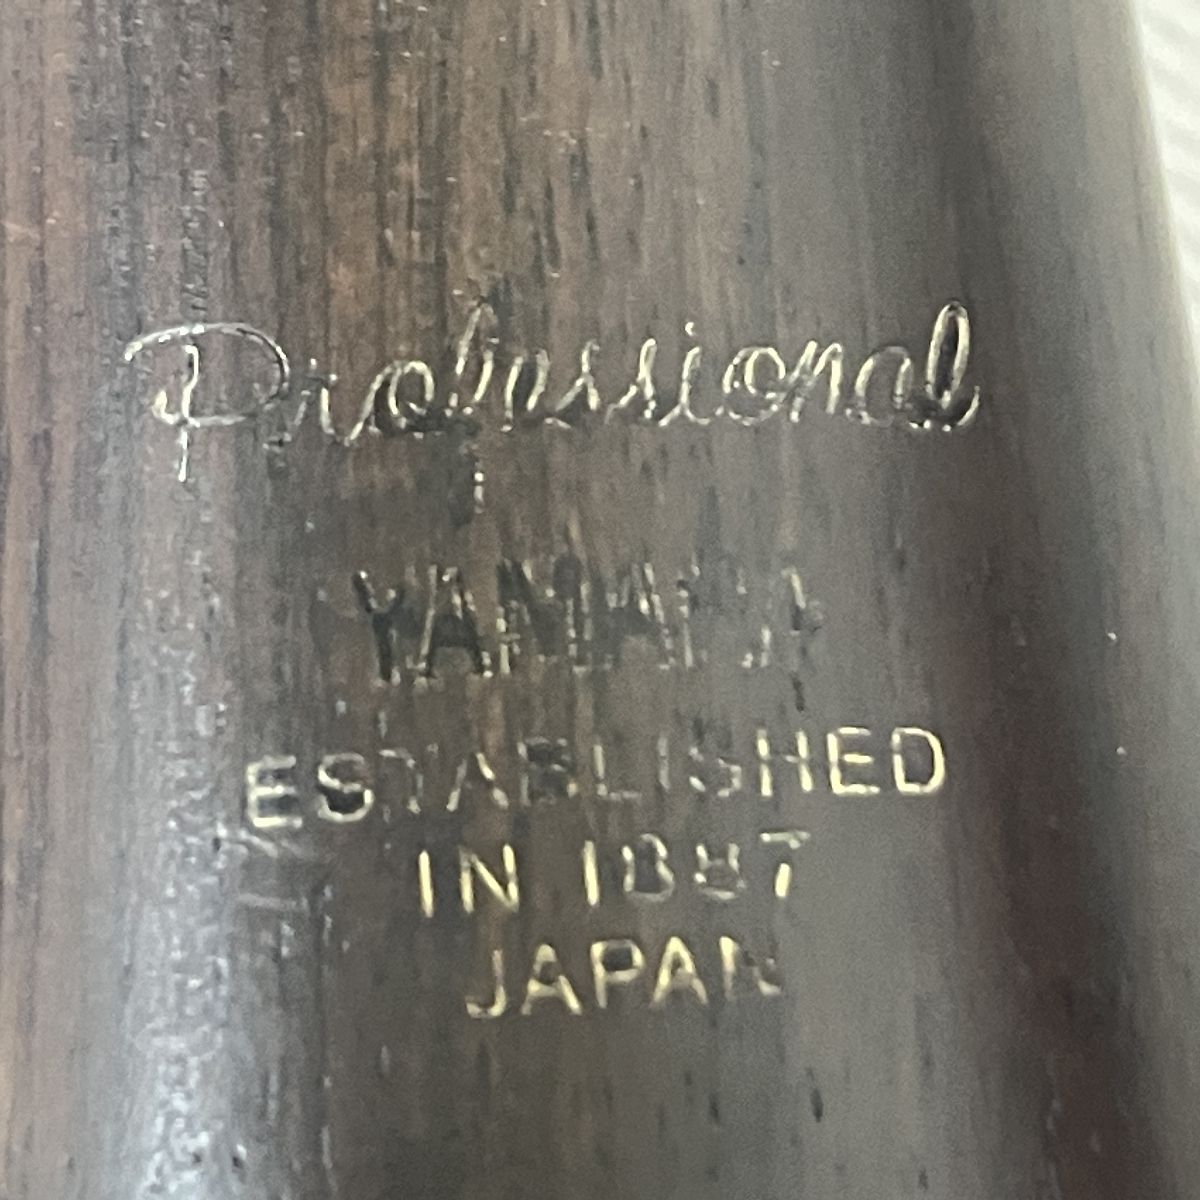 Professional
YAMAHA
ESTABLISHED
IN 1887
JAPAN